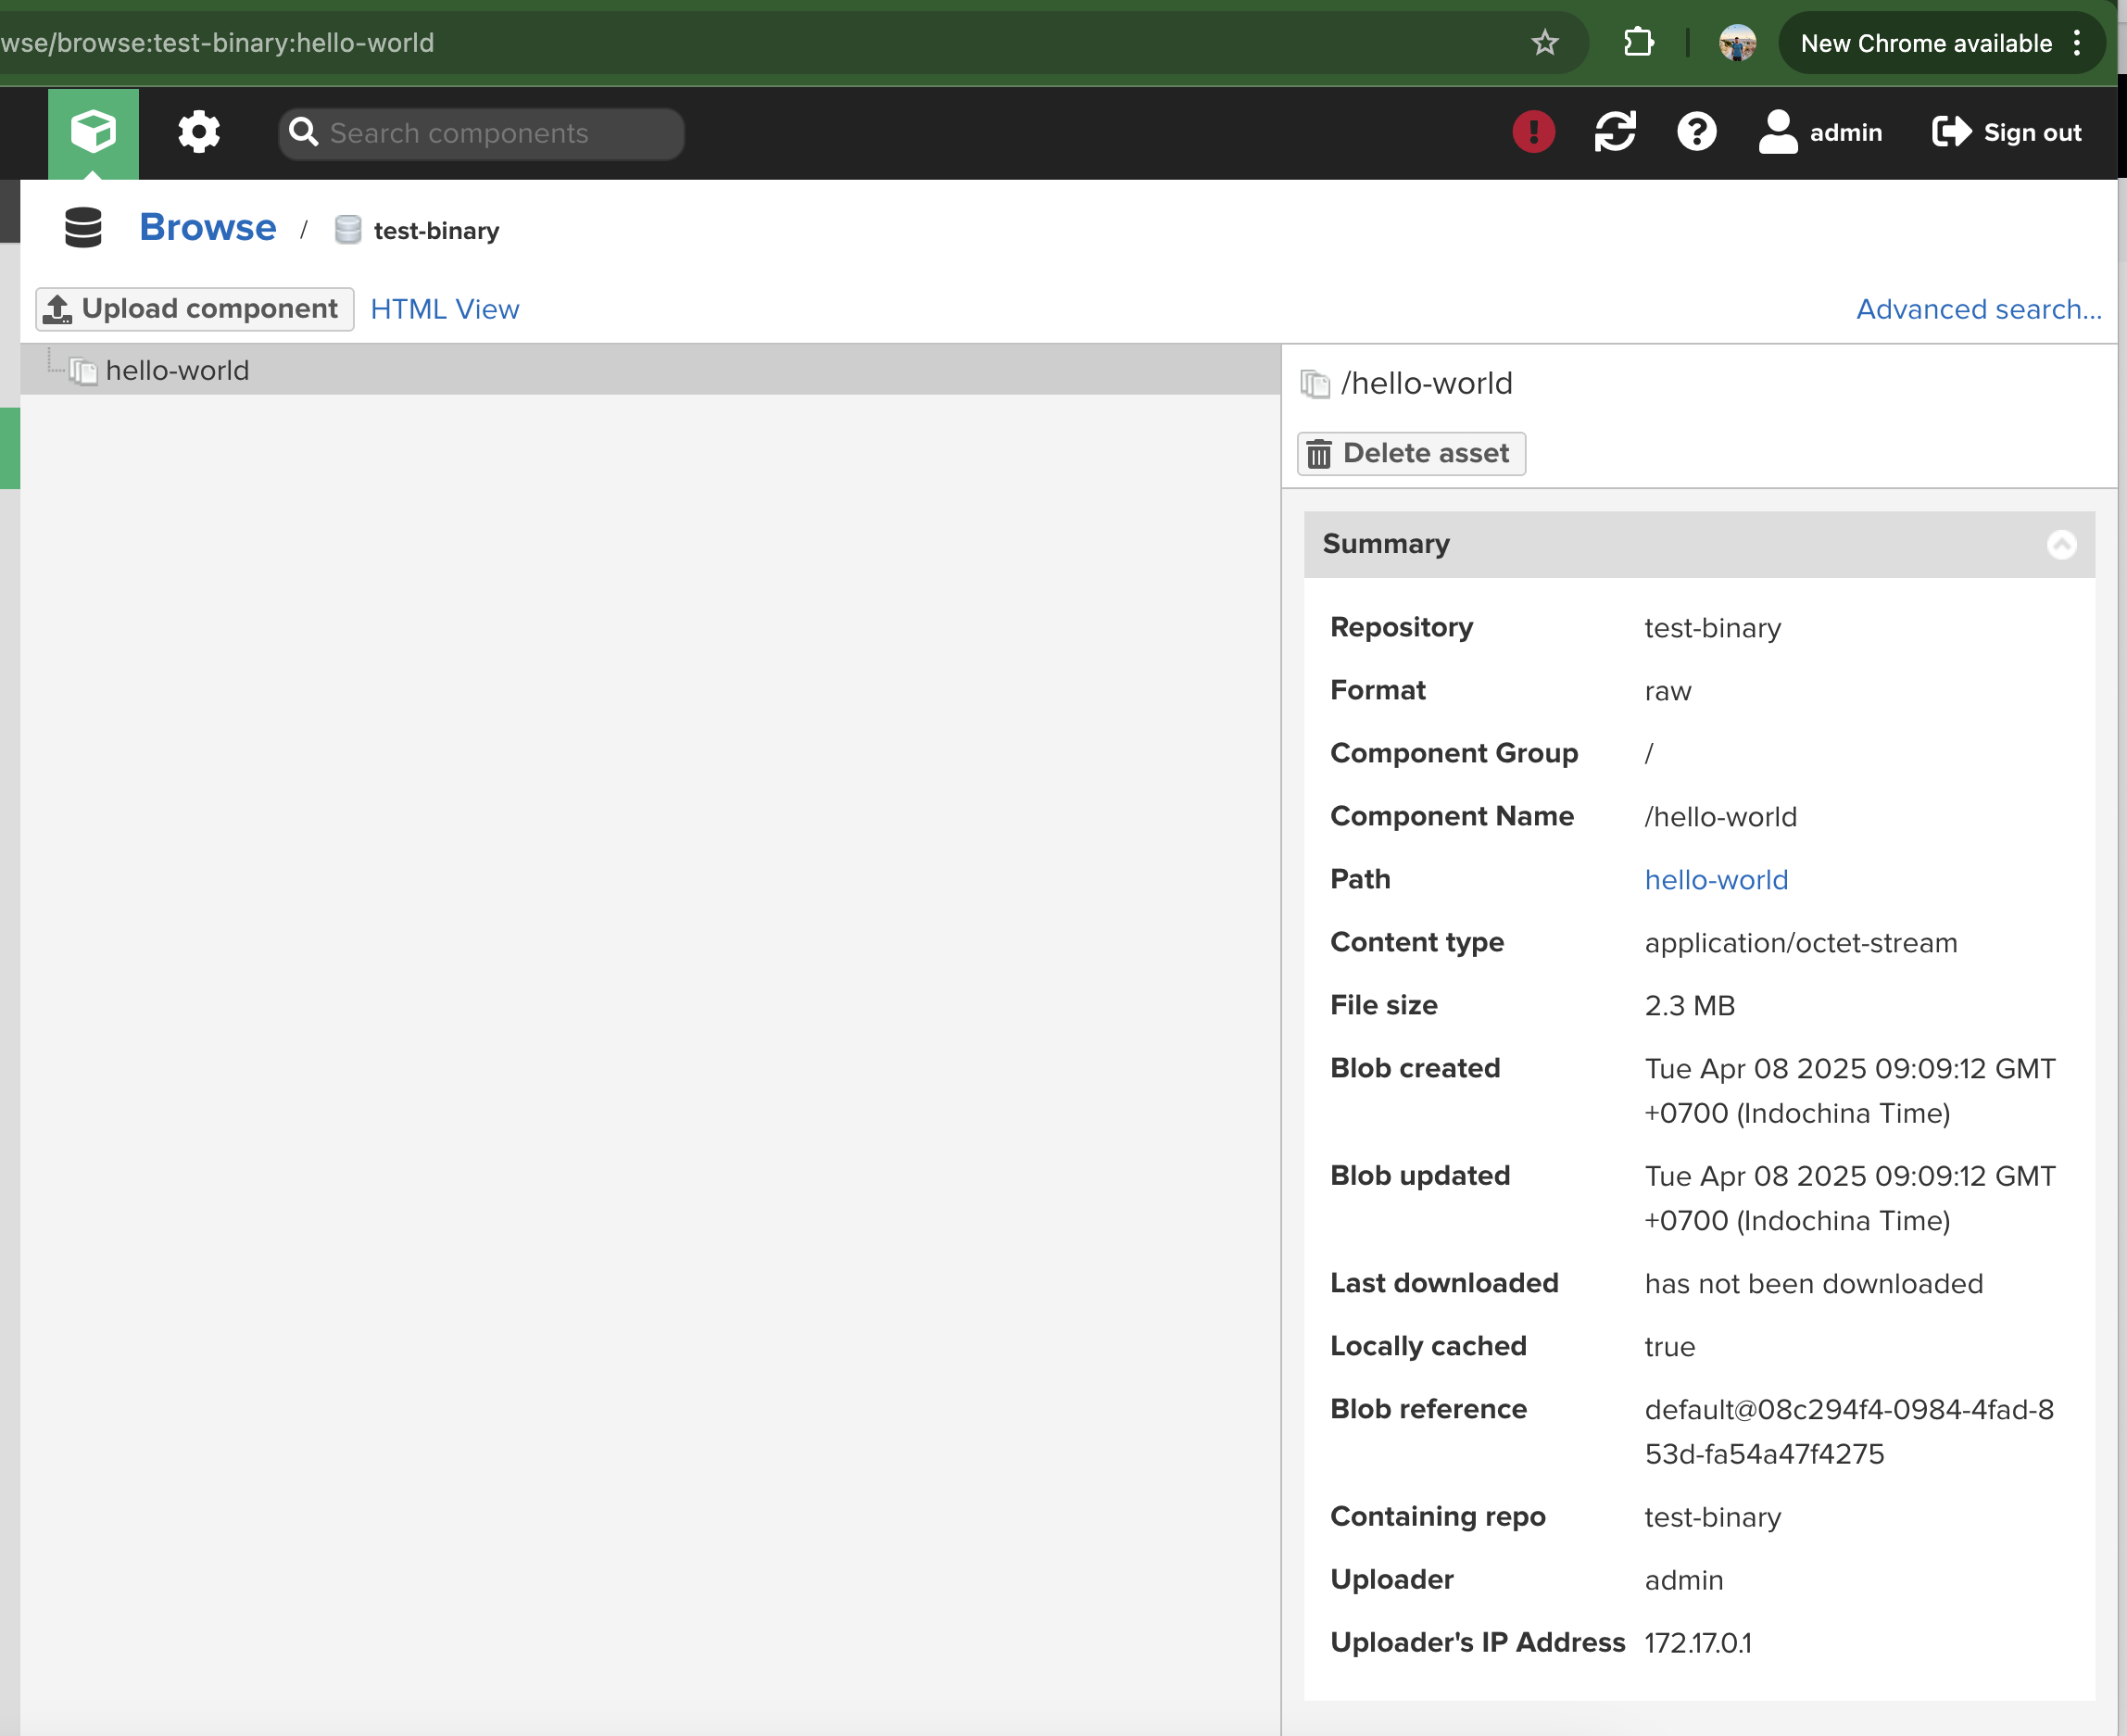 wse/browse:test-binary:hello-world
New Chrome available
Search components
admin
Sign out
Browse / test-binary
Upload component
HTML View
Advanced search...
hello-world
/hello-world
Delete asset
Summary
Repository test-binary
Format raw
Component Group /
Component Name /hello-world
Path hello-world
Content type application/octet-stream
File size 2.3 MB
Blob created Tue Apr 08 2025 09:09:12 GMT
+0700 (Indochina Time)
Blob updated Tue Apr 08 2025 09:09:12 GMT
+0700 (Indochina Time)
Last downloaded has not been downloaded
Locally cached true
Blob reference default@08c294f4-0984-4fad-8
53d-fa54a47f4275
Containing repo test-binary
Uploader admin
Uploader's IP Address 172.17.0.1